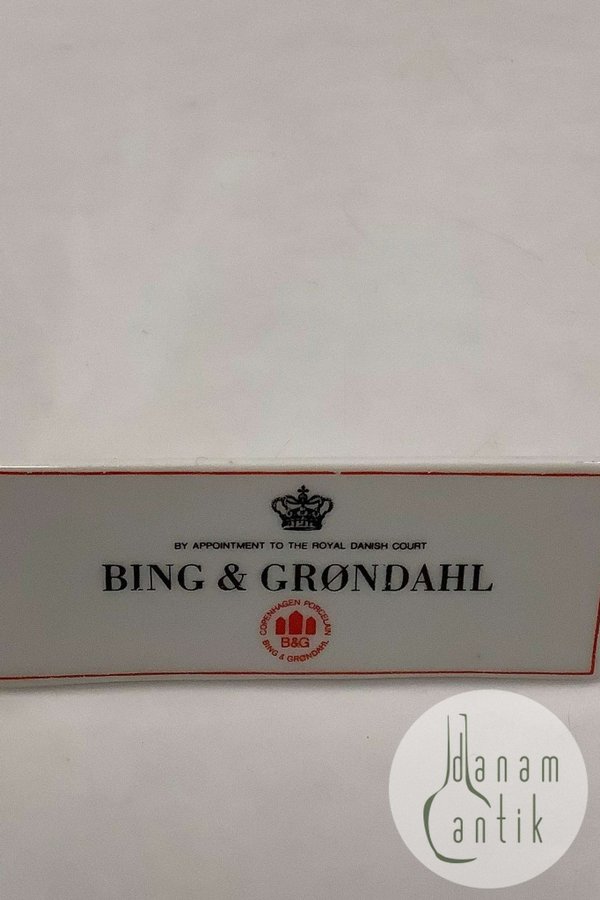 BY APPOINTMENT TO THE ROYAL DANISH COURT
BING & GRØNDAHL
COPENHAGEN PORCELAIN
B&G
BING & GRØNDAHL
danam
antik